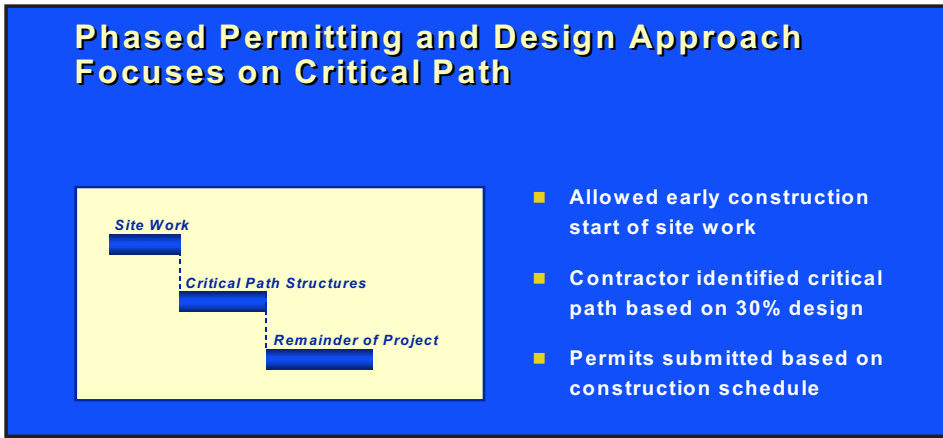 Phased Permitting and Design Approach
Focuses on Critical Path
Site Work
Critical Path Structures
Remainder of Project
Allowed early construction
start of site work
Contractor identified critical
path based on 30% design
Permits submitted based on
construction schedule